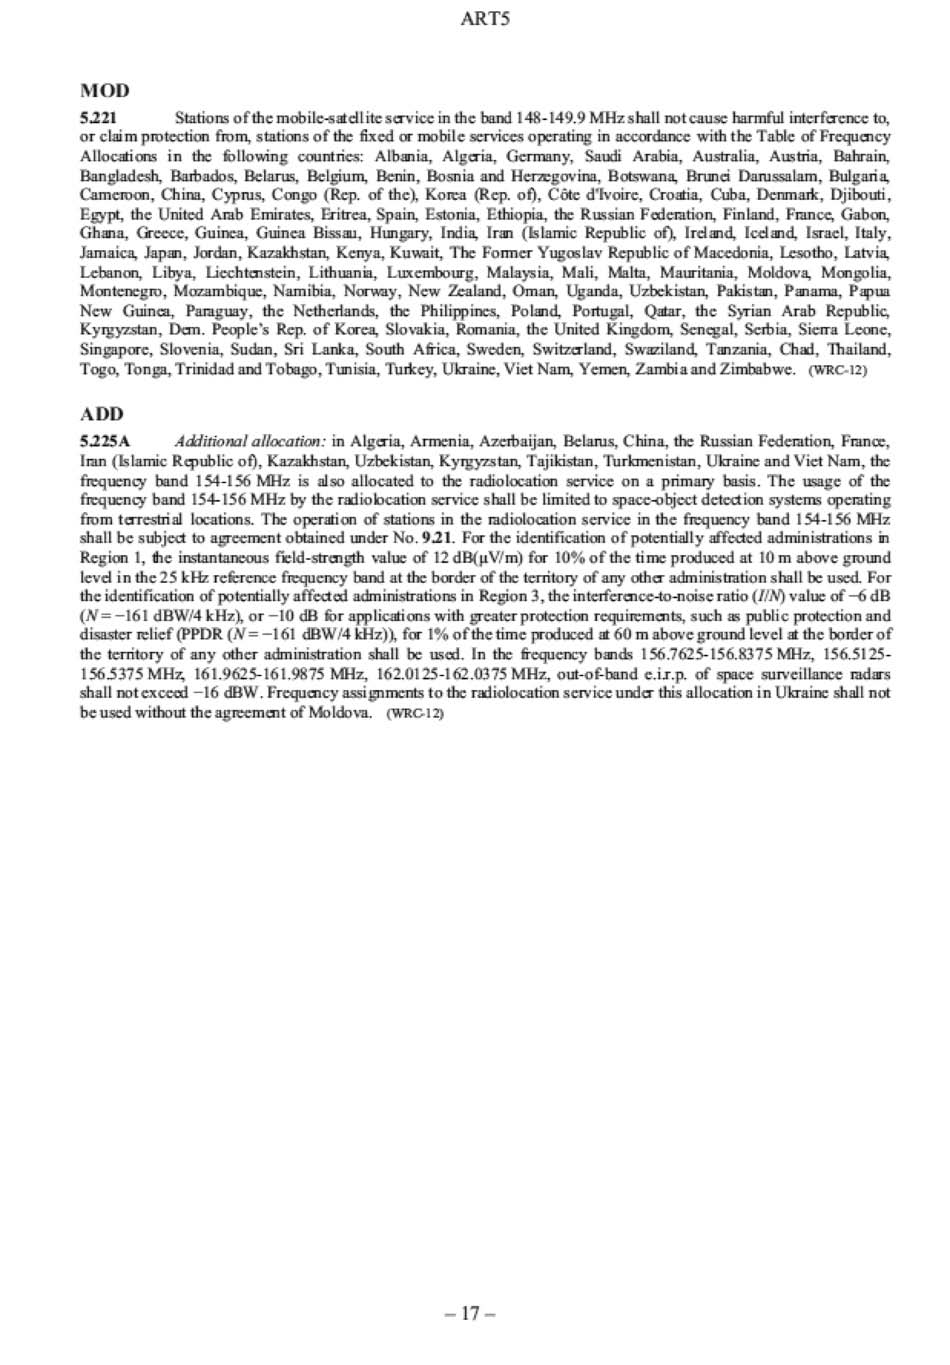 ART5
MOD
5.221 Stations of the mobile-satellite service in the band 148-149.9 MHz shall not cause harmful interference to,
or claim protection from, stations of the fixed or mobile services operating in accordance with the Table of Frequency
Allocations in the following countries: Albania, Algeria, Germany, Saudi Arabia, Australia, Austria, Bahrain,
Bangladesh, Barbados, Belarus, Belgium, Benin, Bosnia and Herzegovina, Botswana, Brunei Darussalam, Bulgaria,
Cameroon, China, Cyprus, Congo (Rep. of the), Korea (Rep. of), Côte d'Ivoire, Croatia, Cuba, Denmark, Djibouti,
Egypt, the United Arab Emirates, Eritrea, Spain, Estonia, Ethiopia, the Russian Federation, Finland, France, Gabon,
Ghana, Greece, Guinea, Guinea Bissau, Hungary, India, Iran (Islamic Republic of), Ireland, Iceland, Israel, Italy,
Jamaica, Japan, Jordan, Kazakhstan, Kenya, Kuwait, The Former Yugoslav Republic of Macedonia, Lesotho, Latvia,
Lebanon, Libya, Liechtenstein, Lithuania, Luxembourg, Malaysia, Mali, Malta, Mauritania, Moldova, Mongolia,
Montenegro, Mozambique, Namibia, Norway, New Zealand, Oman, Uganda, Uzbekistan, Pakistan, Panama, Papua
New Guinea, Paraguay, the Netherlands, the Philippines, Poland, Portugal, Qatar, the Syrian Arab Republic,
Kyrgyzstan, Dem. People's Rep. of Korea, Slovakia, Romania, the United Kingdom, Senegal, Serbia, Sierra Leone,
Singapore, Slovenia, Sudan, Sri Lanka, South Africa, Sweden, Switzerland, Swaziland, Tanzania, Chad, Thailand,
Togo, Tonga, Trinidad and Tobago, Tunisia, Turkey, Ukraine, Viet Nam, Yemen, Zambia and Zimbabwe. (WRC-12)
ADD
5.225A Additional allocation: in Algeria, Armenia, Azerbaijan, Belarus, China, the Russian Federation, France,
Iran (Islamic Republic of), Kazakhstan, Uzbekistan, Kyrgyzstan, Tajikistan, Turkmenistan, Ukraine and Viet Nam, the
frequency band 154-156 MHz is also allocated to the radiolocation service on a primary basis. The usage of the
frequency band 154-156 MHz by the radiolocation service shall be limited to space-object detection systems operating
from terrestrial locations. The operation of stations in the radiolocation service in the frequency band 154-156 MHz
shall be subject to agreement obtained under No. 9.21. For the identification of potentially affected administrations in
Region 1, the instantaneous field-strength value of 12 dB(µV/m) for 10% of the time produced at 10 m above ground
level in the 25 kHz reference frequency band at the border of the territory of any other administration shall be used. For
the identification of potentially affected administrations in Region 3, the interference-to-noise ratio (I/N) value of −6 dB
(N = −161 dBW/4 kHz), or −10 dB for applications with greater protection requirements, such as public protection and
disaster relief (PPDR (N = −161 dBW/4 kHz)), for 1% of the time produced at 60 m above ground level at the border of
the territory of any other administration shall be used. In the frequency bands 156.7625-156.8375 MHz, 156.5125-
156.5375 MHz, 161.9625-161.9875 MHz, 162.0125-162.0375 MHz, out-of-band e.i.r.p. of space surveillance radars
shall not exceed −16 dBW. Frequency assignments to the radiolocation service under this allocation in Ukraine shall not
be used without the agreement of Moldova. (WRC-12)
– 17 –